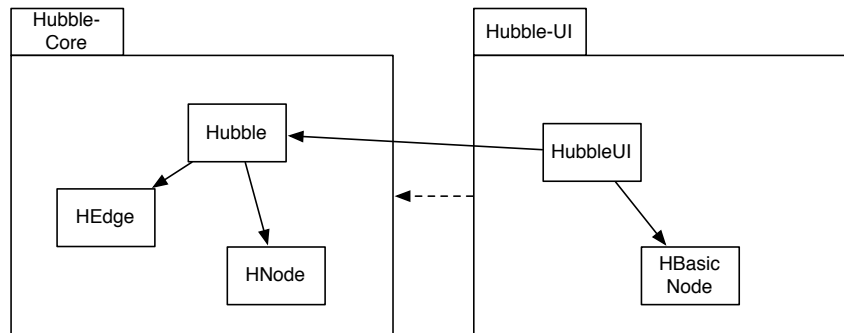 Hubble-
Core
Hubble-UI
Hubble
HubbleUI
HEdge
HNode
HBasic
Node